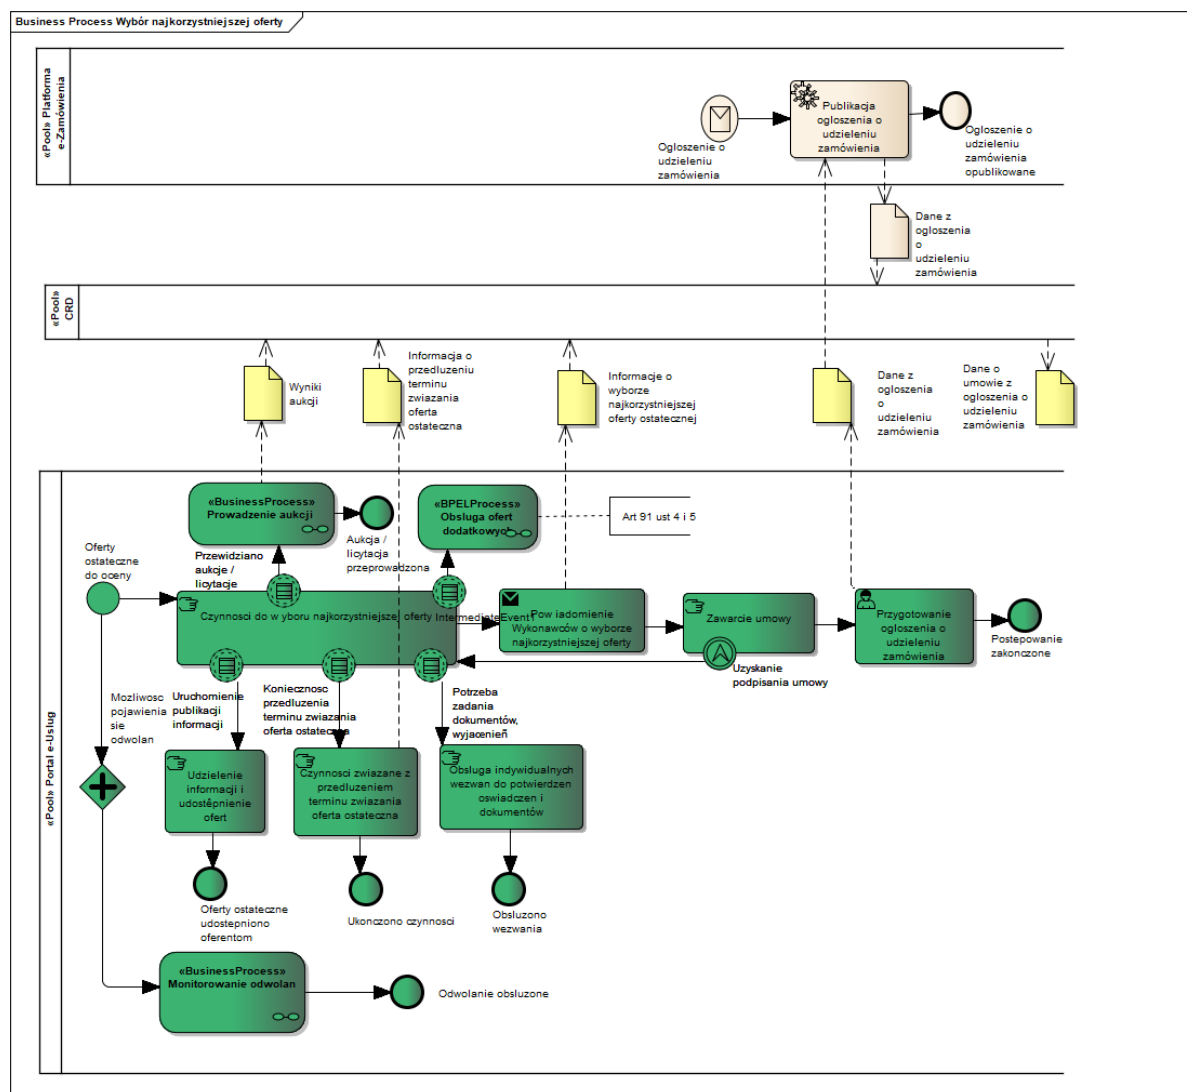 Business Process Wybór najkorzystniejszej oferty
«Pool» Platforma
e-Zamówienia
Ogloszenie o
udzieleniu
zamówienia
Publikacja
ogloszenia o
udzieleniu
zamówienia
Ogloszenie o
udzieleniu
zamówienia
opublikowane
Dane z
ogloszenia
o
udzieleniu
zamówienia
«Pool»
CRD
Wyniki
aukcji
Informacja o
przedluzeniu
terminu
zwiazania
oferta
ostateczna
Informacje o
wyborze
najkorzystniejszej
oferty ostatecznej
Dane z
ogloszenia
o
udzieleniu
zamówienia
Dane o
umowie z
ogloszenia o
udzieleniu
zamówienia
«Pool» Portal e-Uslug
«BusinessProcess»
Prowadzenie aukcji
Aukcja /
licytacja
przeprowadzona
«BPELProcess»
Obsluga ofert
dodatkowych
Art 91 ust 4 i 5
Oferty
ostateczne
do oceny
Przewidziano
aukcje /
licytacje
Czynnosci do w yboru najkorzystniejszej oferty
IntermediateEvent1
Pow iadomienie
Wykonawców o wyborze
najkorzystniejszej oferty
Zawarcie umowy
Przygotowanie
ogloszenia o
udzieleniu
zamówienia
Postepowanie
zakonczone
Uzyskanie
podpisania umowy
Mozliwosc
pojawienia
sie
odwolan
Uruchomienie
publikacji
informacji
Koniecznosc
przedluzenia
terminu zwiazania
oferta ostateczna
Potrzeba
zadania
dokumentów,
wyjacenień
Udzielenie
informacji i
udostêpnienie
ofert
Czynnosci zwiazane z
przedluzeniem
terminu zwiazania
oferta ostateczna
Obsluga indywidualnych
wezwan do potwierdzen
oswiadczen i
dokumentów
Oferty ostateczne
udostepniono
oferentom
Ukonczono czynnosci
Obsluzono
wezwania
«BusinessProcess»
Monitorowanie odwolan
Odwolanie obsluzone